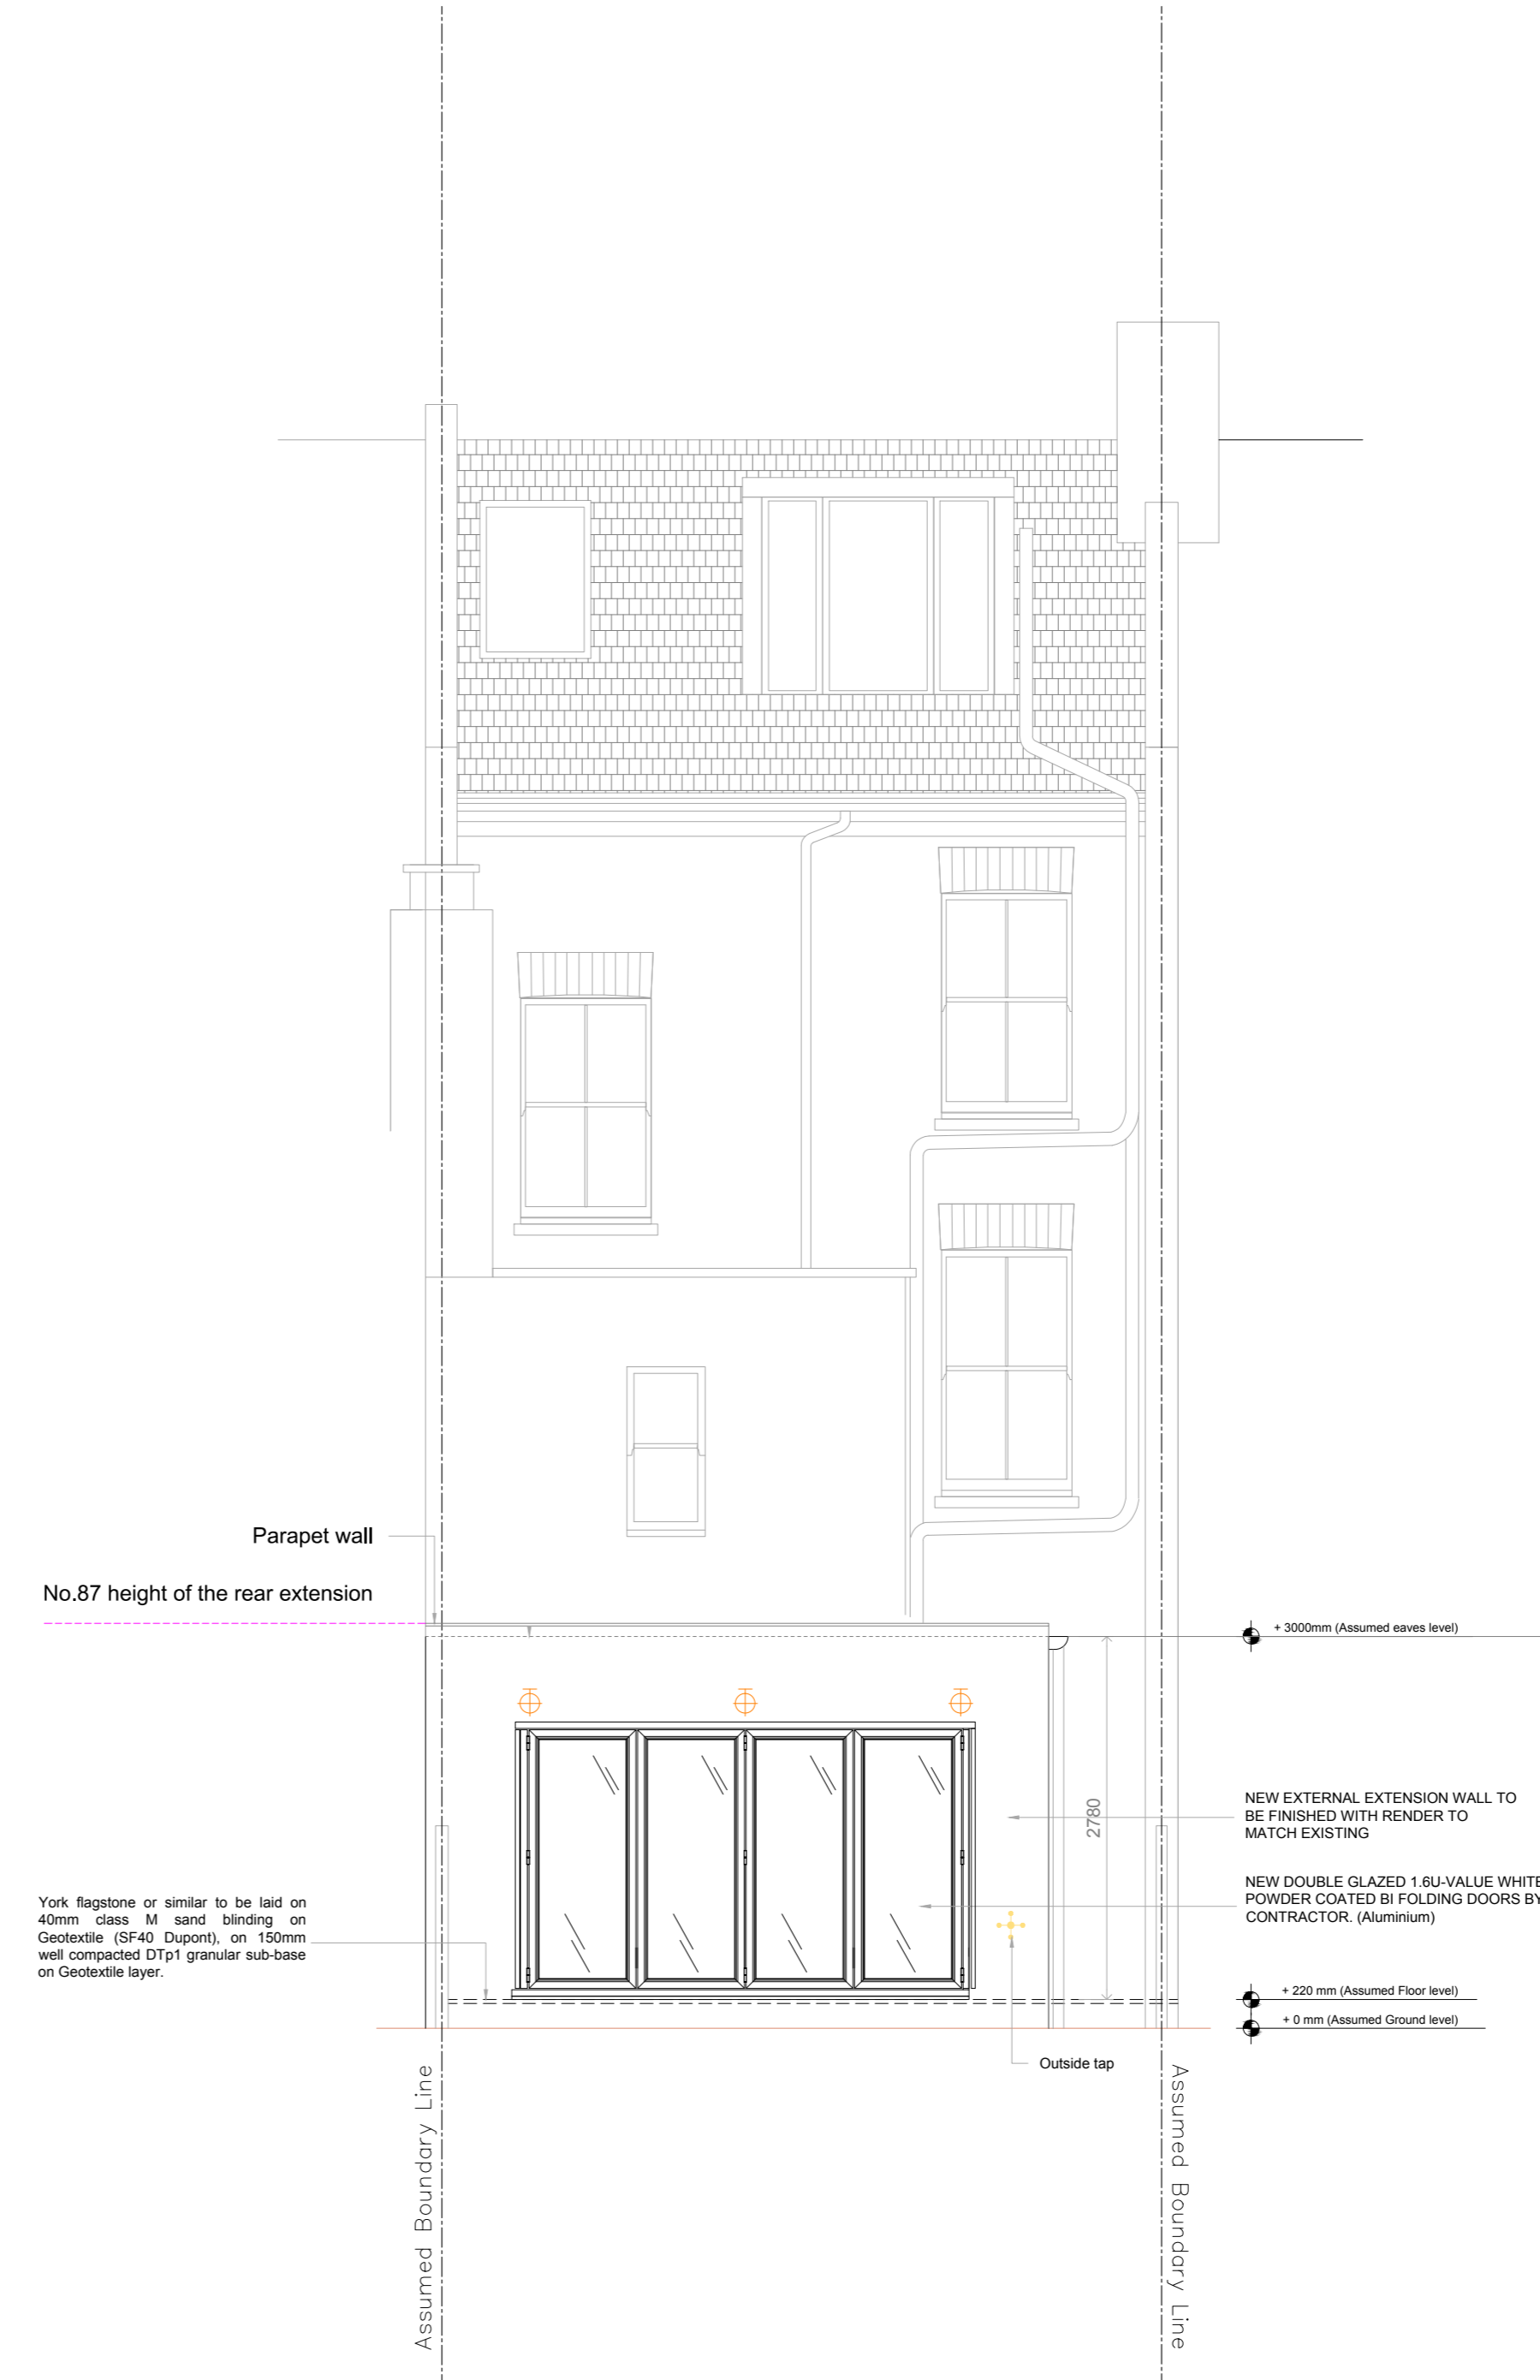 Parapet wall
No.87 height of the rear extension
+ 3000mm (Assumed eaves level)
2780
NEW EXTERNAL EXTENSION WALL TO
BE FINISHED WITH RENDER TO
MATCH EXISTING
NEW DOUBLE GLAZED 1.6U-VALUE WHITE
POWDER COATED BI FOLDING DOORS BY
CONTRACTOR. (Aluminium)
York flagstone or similar to be laid on
40mm class M sand blinding on
Geotextile (SF40 Dupont), on 150mm
well compacted DTp1 granular sub-base
on Geotextile layer.
+ 220 mm (Assumed Floor level)
+ 0 mm (Assumed Ground level)
Outside tap
Assumed Boundary Line
Assumed Boundary Line